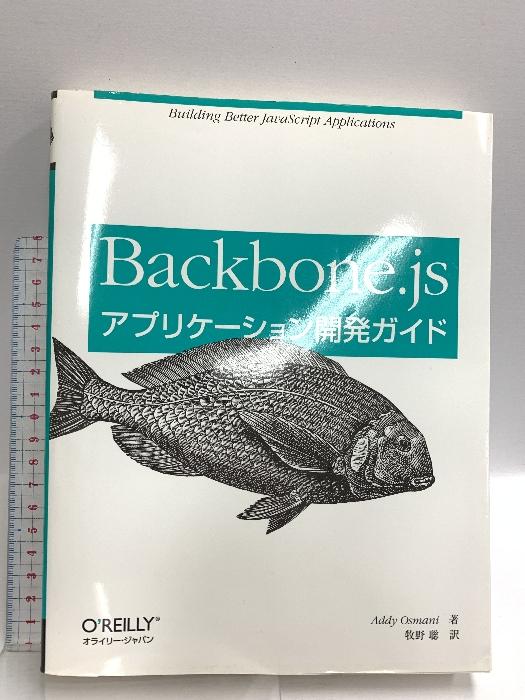 Building Better JavaScript Applications
Backbone.js
アプリケーション開発ガイド
O'REILLY®
オライリー・ジャパン
Addy Osmani 著
牧野 聡 訳